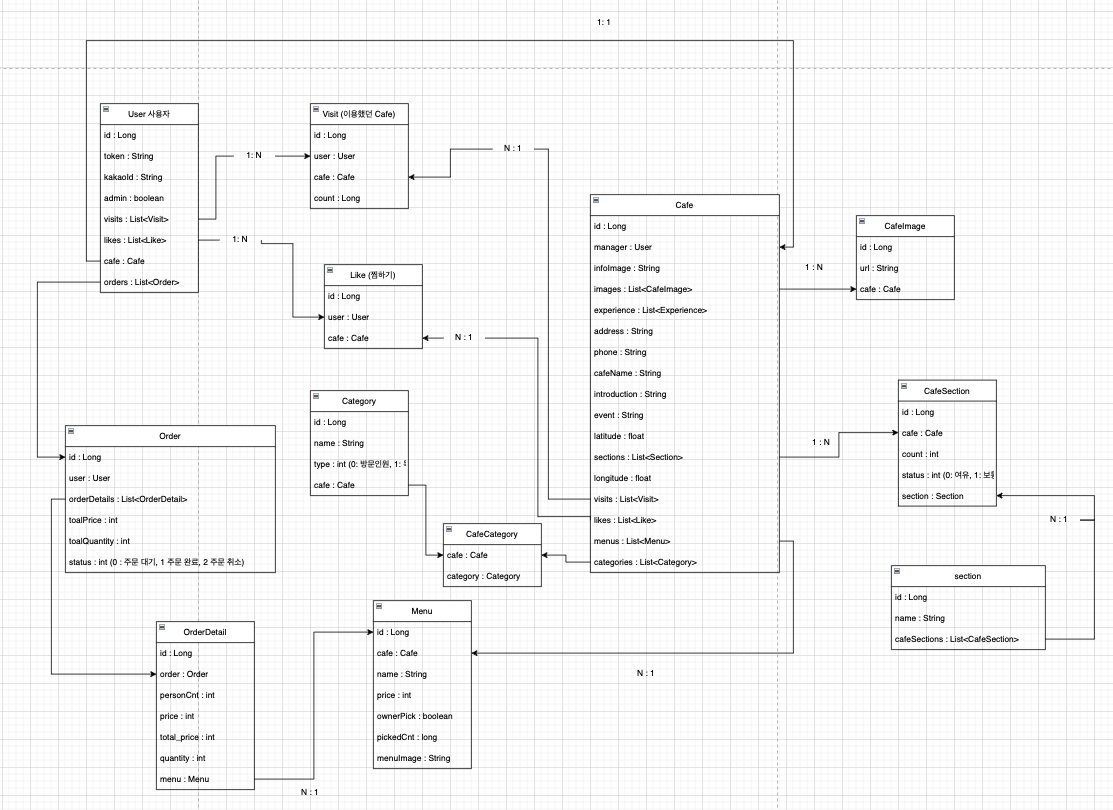 1: 1
User 사용자
id : Long
token : String
kakaoId : String
admin : boolean
visits : List<Visit>
likes : List<Like>
cafe : Cafe
orders : List<Order>
1: N
Visit (이용했던 Cafe)
id : Long
user : User
cafe : Cafe
count : Long
N : 1
1: N
Like (찜하기)
id : Long
user : User
cafe : Cafe
N : 1
Cafe
id : Long
manager : User
infoImage : String
images : List<CafeImage>
experience : List<Experience>
address : String
phone : String
cafeName : String
introduction : String
event : String
latitude : float
sections : List<Section>
longitude : float
visits : List<Visit>
likes : List<Like>
menus : List<Menu>
categories : List<Category>
1 : N
CafeImage
id : Long
url : String
cafe : Cafe
Category
id : Long
name : String
type : int (0: 방문인원, 1:
cafe : Cafe
1 : N
CafeSection
id : Long
cafe : Cafe
count : int
status : int (0: 여유, 1: 보통
section : Section
N : 1
Order
id : Long
user : User
orderDetails : List<OrderDetail>
toalPrice : int
toalQuantity : int
status : int (0 : 주문 대기, 1 주문 완료, 2 주문 취소)
CafeCategory
cafe : Cafe
category : Category
section
id : Long
name : String
cafeSections : List<CafeSection>
OrderDetail
id : Long
order : Order
personCnt : int
price : int
total_price : int
quantity : int
menu : Menu
N : 1
Menu
id : Long
cafe : Cafe
name : String
price : int
ownerPick : boolean
pickedCnt : long
menuImage : String
N : 1